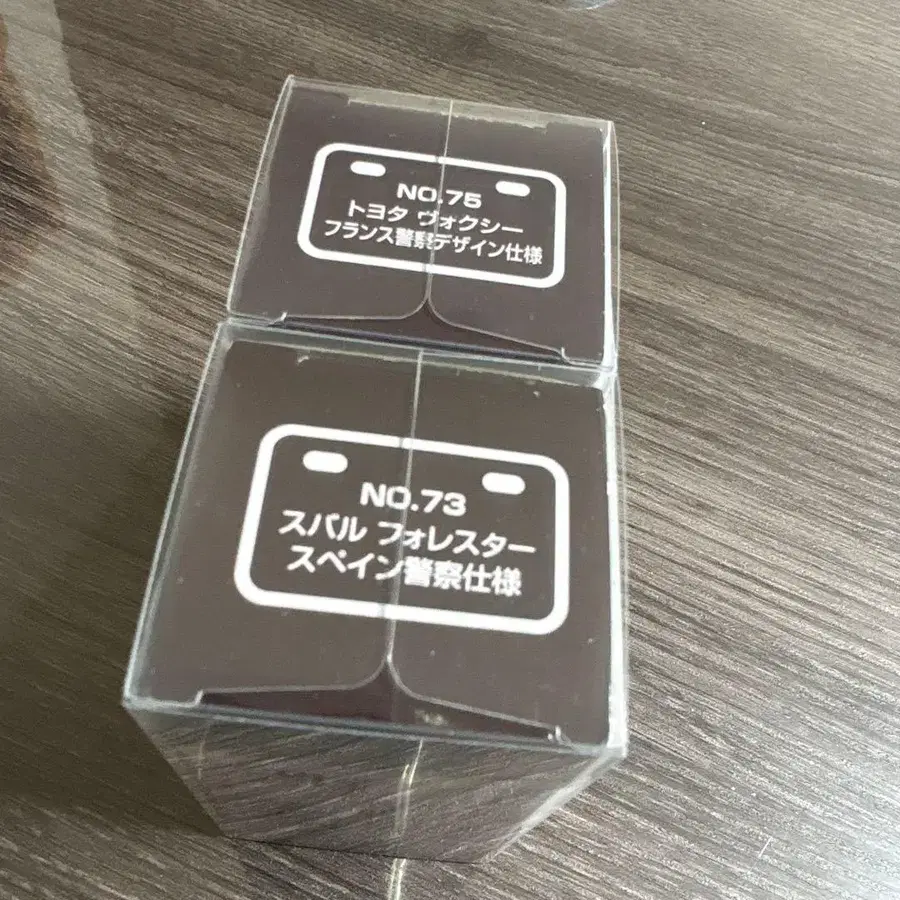 NO.75
トヨタ ヴォクシー
フランス警察デザイン仕様
NO.73
スバル フォレスター
スペイン警察仕様